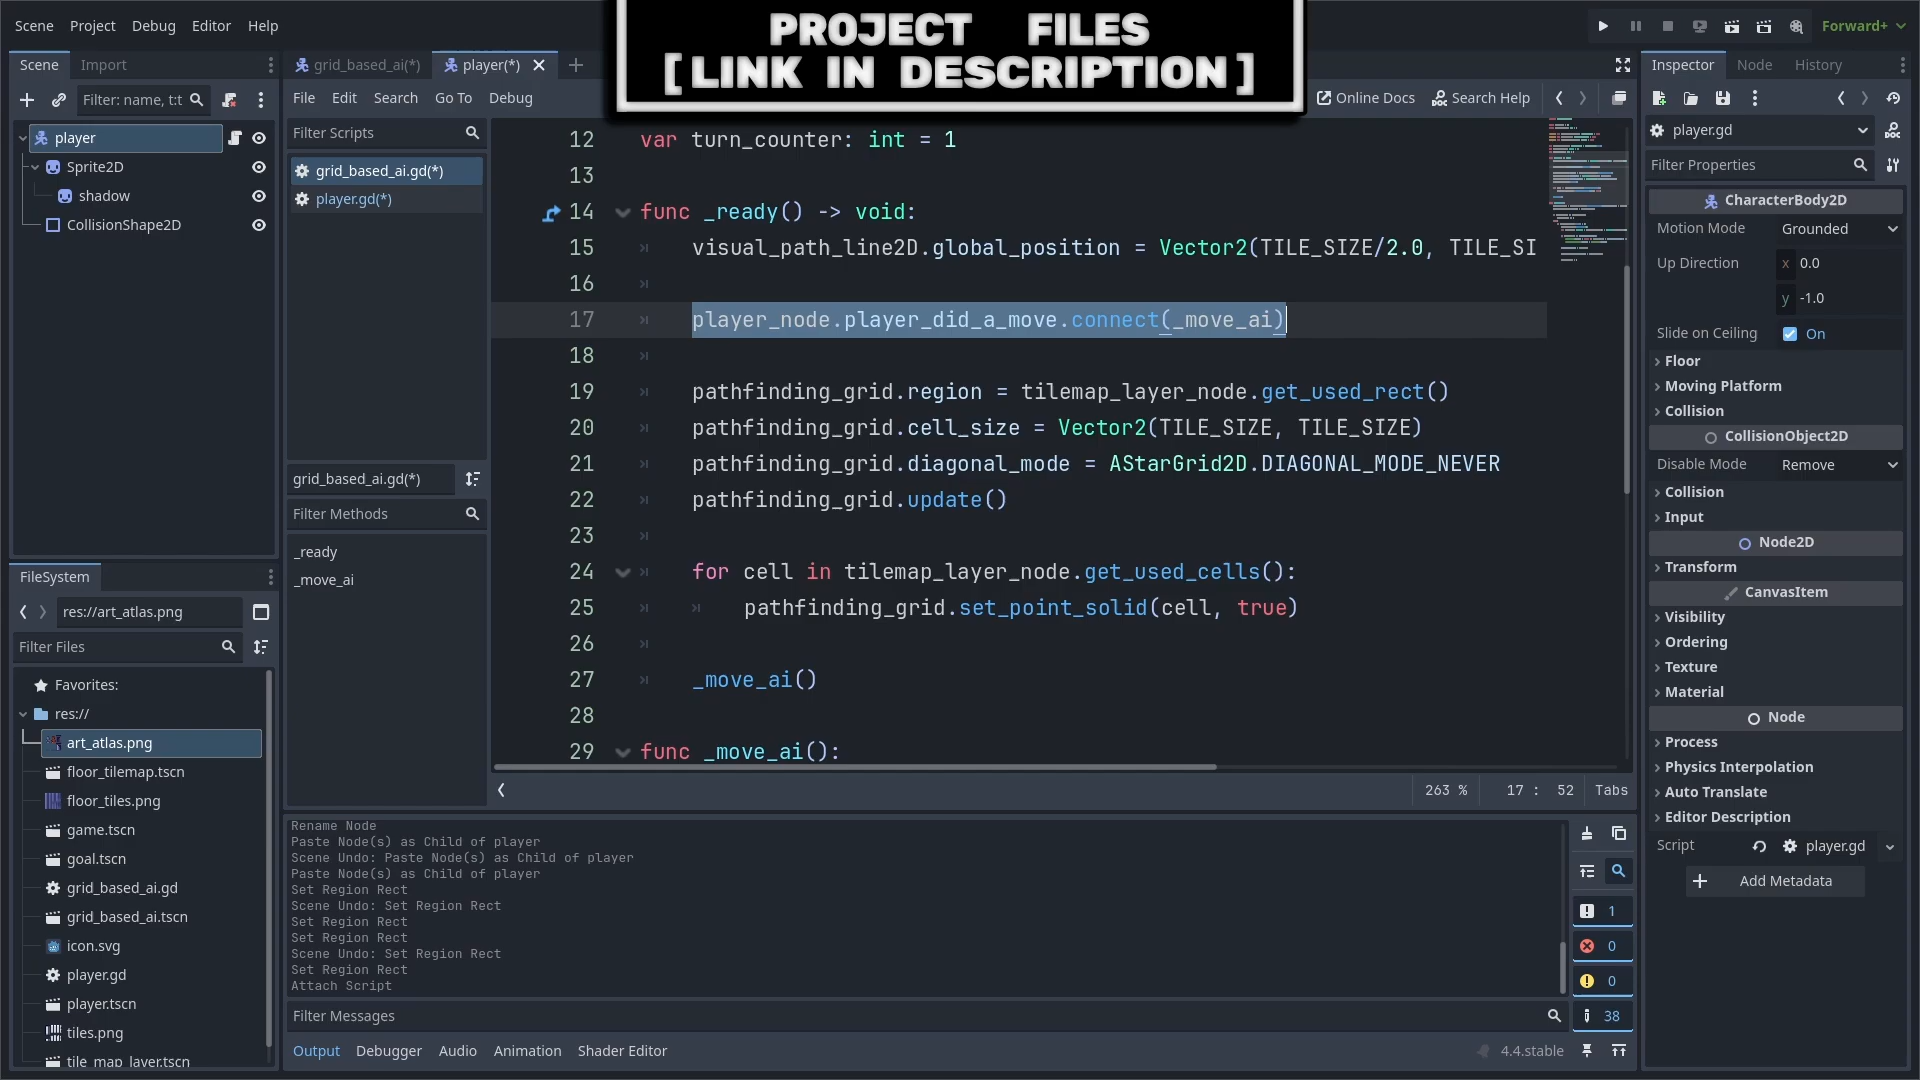 Scene Project Debug Editor Help
PROJECT FILES
[LINK IN DESCRIPTION]
Forward+
Scene Import
grid_based_ai(*) player(*)
Inspector Node History
Filter: name, t:t
File Edit Search Go To Debug
Online Docs Search Help
player
Sprite2D
shadow
CollisionShape2D
Filter Scripts
grid_based_ai.gd(*)
player.gd(*)
grid_based_ai.gd(*)
Filter Methods
_ready
_move_ai
12 var turn_counter: int = 1
13
14 func _ready() -> void:
15 visual_path_line2D.global_position = Vector2(TILE_SIZE/2.0, TILE_SI
16
17 player_node.player_did_a_move.connect(_move_ai)
18
19 pathfinding_grid.region = tilemap_layer_node.get_used_rect()
20 pathfinding_grid.cell_size = Vector2(TILE_SIZE, TILE_SIZE)
21 pathfinding_grid.diagonal_mode = AStarGrid2D.DIAGONAL_MODE_NEVER
22 pathfinding_grid.update()
23
24 for cell in tilemap_layer_node.get_used_cells():
25 pathfinding_grid.set_point_solid(cell, true)
26
27 _move_ai()
28
29 func _move_ai():
263 % 17 : 52 Tabs
FileSystem
res://art_atlas.png
Filter Files
Favorites:
res://
art_atlas.png
floor_tilemap.tscn
floor_tiles.png
game.tscn
goal.tscn
grid_based_ai.gd
grid_based_ai.tscn
icon.svg
player.gd
player.tscn
tiles.png
tile_map_layer.tscn
Rename Node
Paste Node(s) as Child of player
Scene Undo: Paste Node(s) as Child of player
Paste Node(s) as Child of player
Set Region Rect
Scene Undo: Set Region Rect
Set Region Rect
Set Region Rect
Scene Undo: Set Region Rect
Set Region Rect
Attach Script
1
0
0
38
Filter Messages
Output Debugger Audio Animation Shader Editor
4.4.stable
player.gd
Filter Properties
CharacterBody2D
Motion Mode Grounded
Up Direction x 0.0
y -1.0
Slide on Ceiling On
Floor
Moving Platform
Collision
CollisionObject2D
Disable Mode Remove
Collision
Input
Node2D
Transform
CanvasItem
Visibility
Ordering
Texture
Material
Node
Process
Physics Interpolation
Auto Translate
Editor Description
Script player.gd
Add Metadata